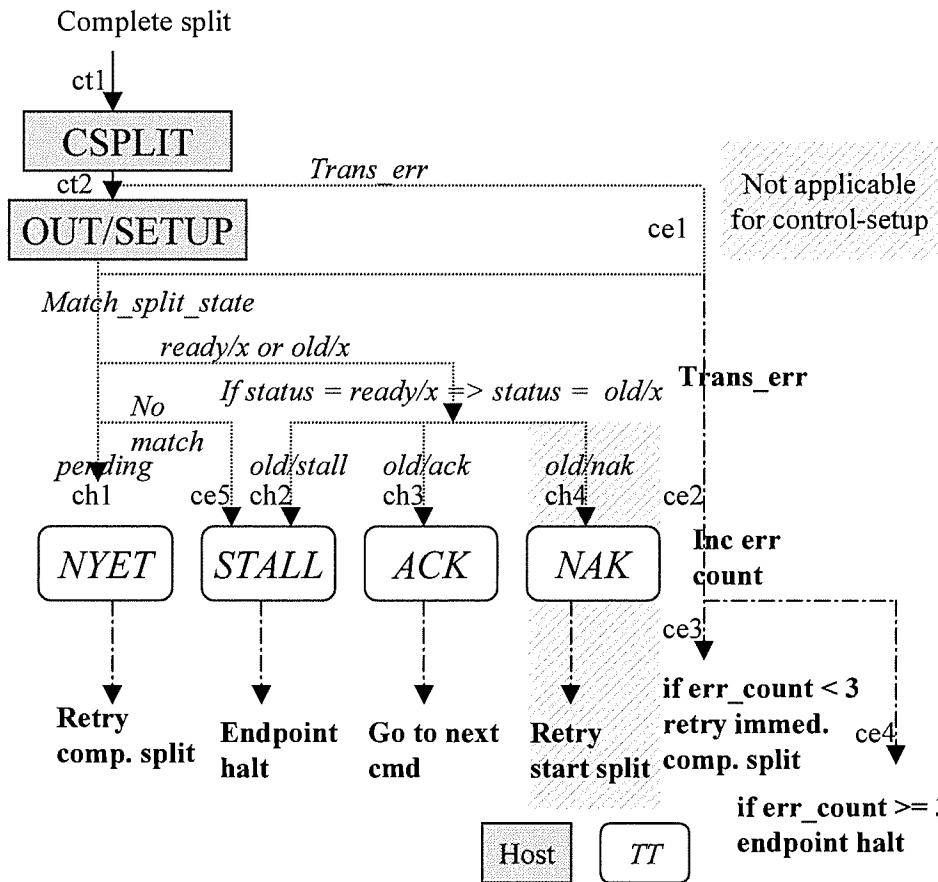 Complete split
ct1
CSPLIT
ct2
Trans_err
OUT/SETUP
ce1
Not applicable
for control-setup
Match_split_state
ready/x or old/x
If status = ready/x => status = old/x
Trans_err
No
match
pending
old/stall
old/ack
old/nak
ch1
ce5
ch2
ch3
ch4
ce2
NYET
STALL
ACK
NAK
Inc err
count
ce3
Retry
comp. split
Endpoint
halt
Go to next
cmd
Retry
start split
if err_count < 3
retry immed.
comp. split
ce4
if err_count >=
endpoint halt
Host
TT